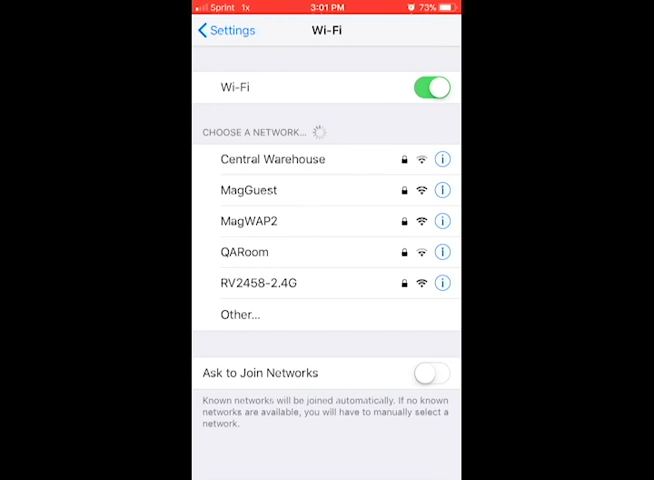 Sprint 1x 3:01 PM 73%
Settings Wi-Fi
Wi-Fi
CHOOSE A NETWORK...
Central Warehouse
MagGuest
MagWAP2
QARoom
RV2458-2.4G
Other...
Ask to Join Networks
Known networks will be joined automatically. If no known
networks are available, you will have to manually select a
network.